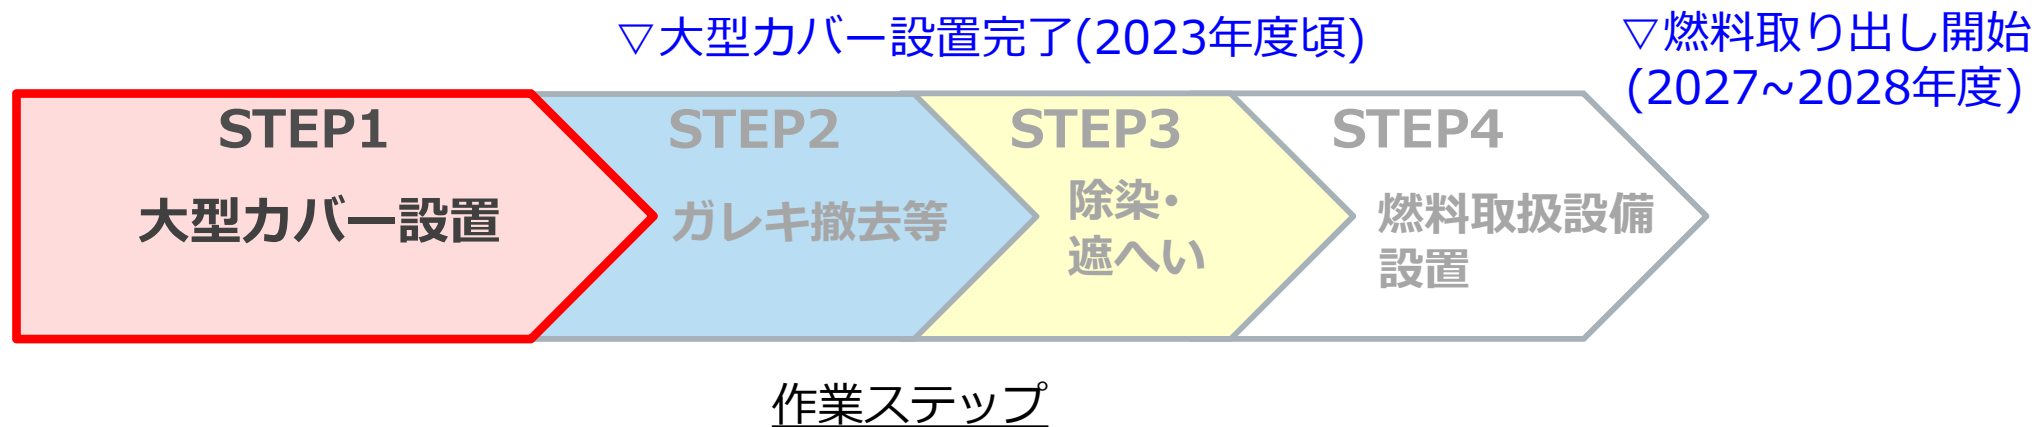 ▽大型カバー設置完了(2023年度頃)
▽燃料取り出し開始
(2027~2028年度)
STEP1
大型カバー設置
STEP2
ガレキ撤去等
STEP3
除染・
遮へい
STEP4
燃料取扱設備
設置
作業ステップ